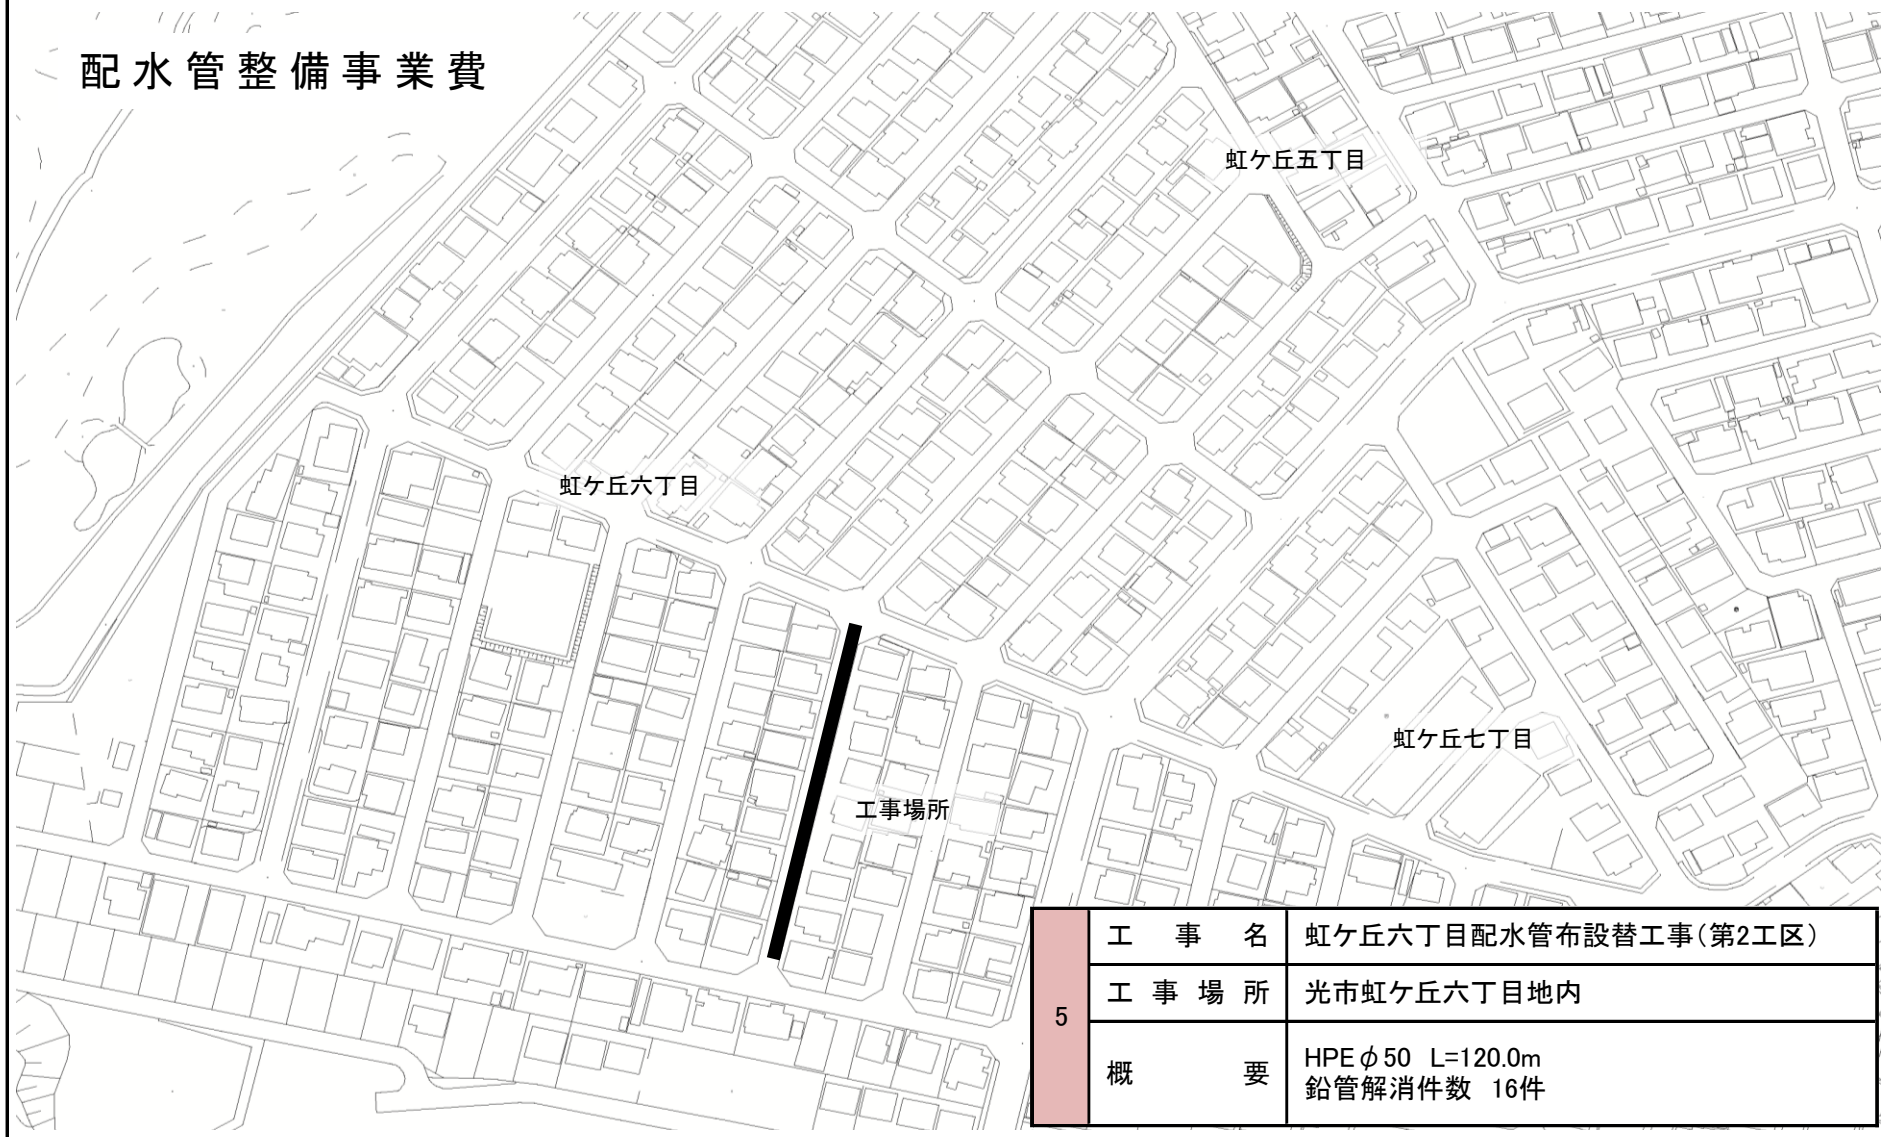 配水管整備事業費
虹ケ丘五丁目
虹ケ丘六丁目
虹ケ丘七丁目
工事場所
5
工事名 虹ケ丘六丁目配水管布設替工事(第2工区)
工事場所 光市虹ケ丘六丁目地内
概要 HPEφ50 L=120.0m
鉛管解消件数 16件